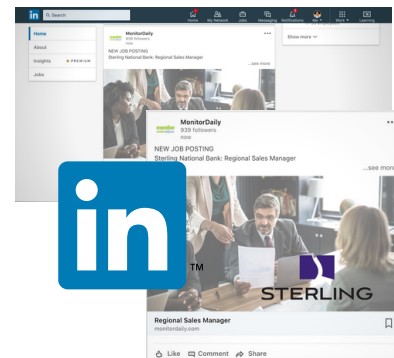 in
Search
Home
My Network
Jobs
Messaging
Notifications
Me
Work
Learning
Home
About
Insights
PREMIUM
Jobs
monitor
MonitorDaily
939 followers
now
NEW JOB POSTING
Sterling National Bank: Regional Sales Manager
...see more
Show more
monitor
MonitorDaily
939 followers
now
NEW JOB POSTING
Sterling National Bank: Regional Sales Manager
...see more
in
TM
STERLING
Regional Sales Manager
monitordaily.com
Like
Comment
Share